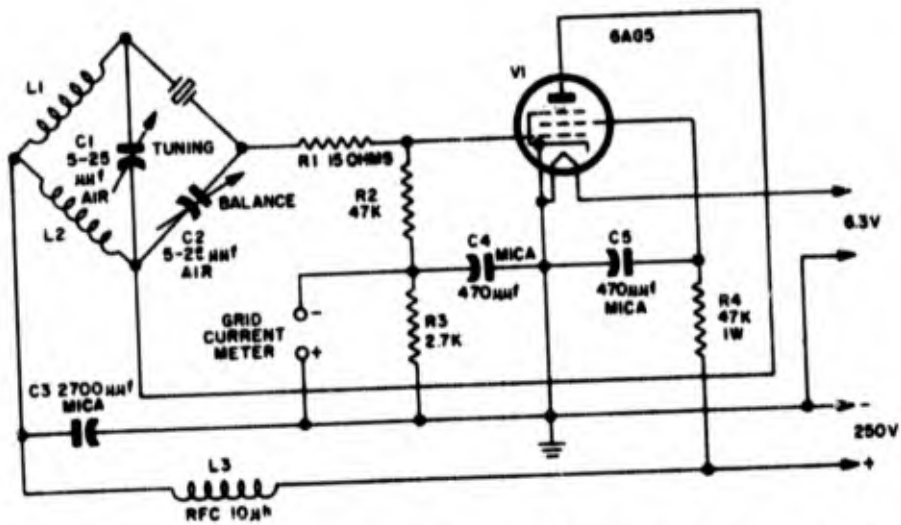 6AG5
V1
L1
C1
5-25
μμf
AIR
TUNING
R1 15 OHMS
R2
47K
BALANCE
L2
C2
5-25 μμf
AIR
6.3V
C4
MICA
470μμf
C5
470μμf
MICA
R4
47K
1W
GRID
CURRENT
METER
-
+
R3
2.7K
C3 2700μμf
MICA
-
250V
+
L3
RFC 10μh